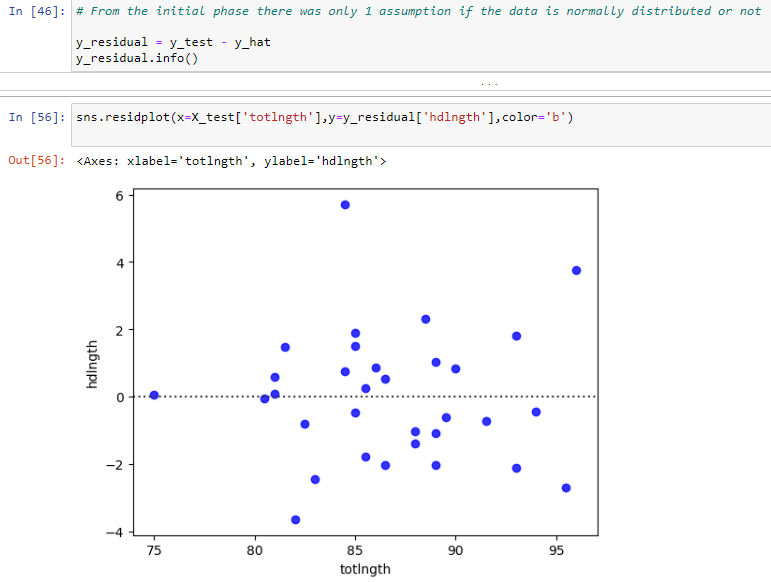 In [46]: # From the initial phase there was only 1 assumption if the data is normally distributed or not
y_residual = y_test - y_hat
y_residual.info()
...
In [56]: sns.residplot(x=X_test['totlngth'],y=y_residual['hdlngth'],color='b')
Out[56]: <Axes: xlabel='totlngth', ylabel='hdlngth'>
6
4
2
0
−2
−4
hdlngth
75 80 85 90 95
totlngth